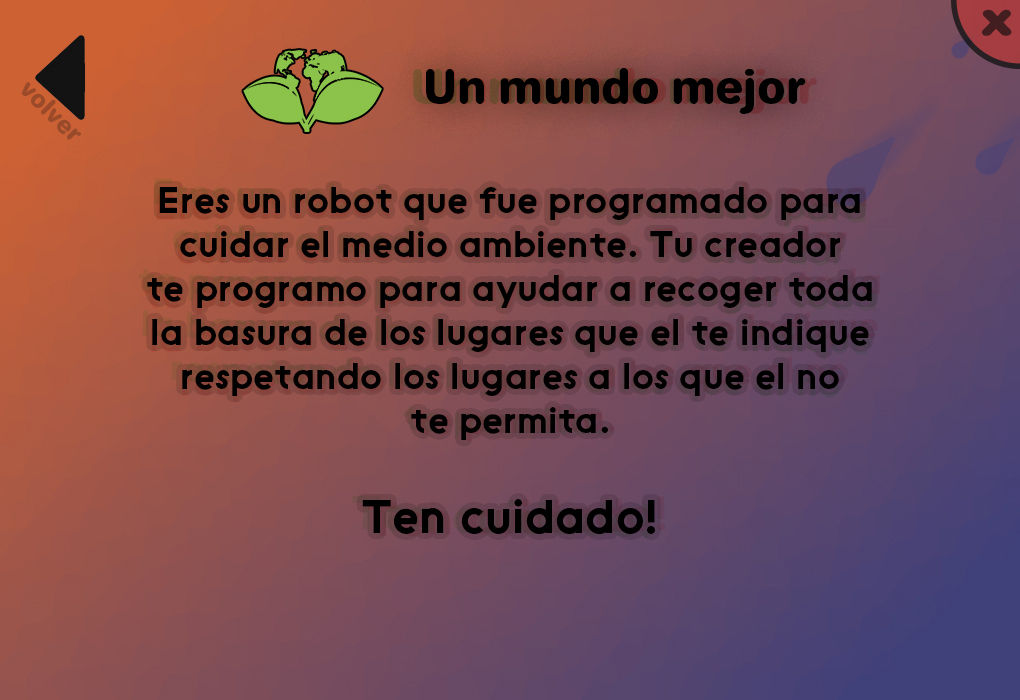 volver
Un mundo mejor
Eres un robot que fue programado para
cuidar el medio ambiente. Tu creador
te programo para ayudar a recoger toda
la basura de los lugares que el te indique
respetando los lugares a los que el no
te permita.
Ten cuidado!